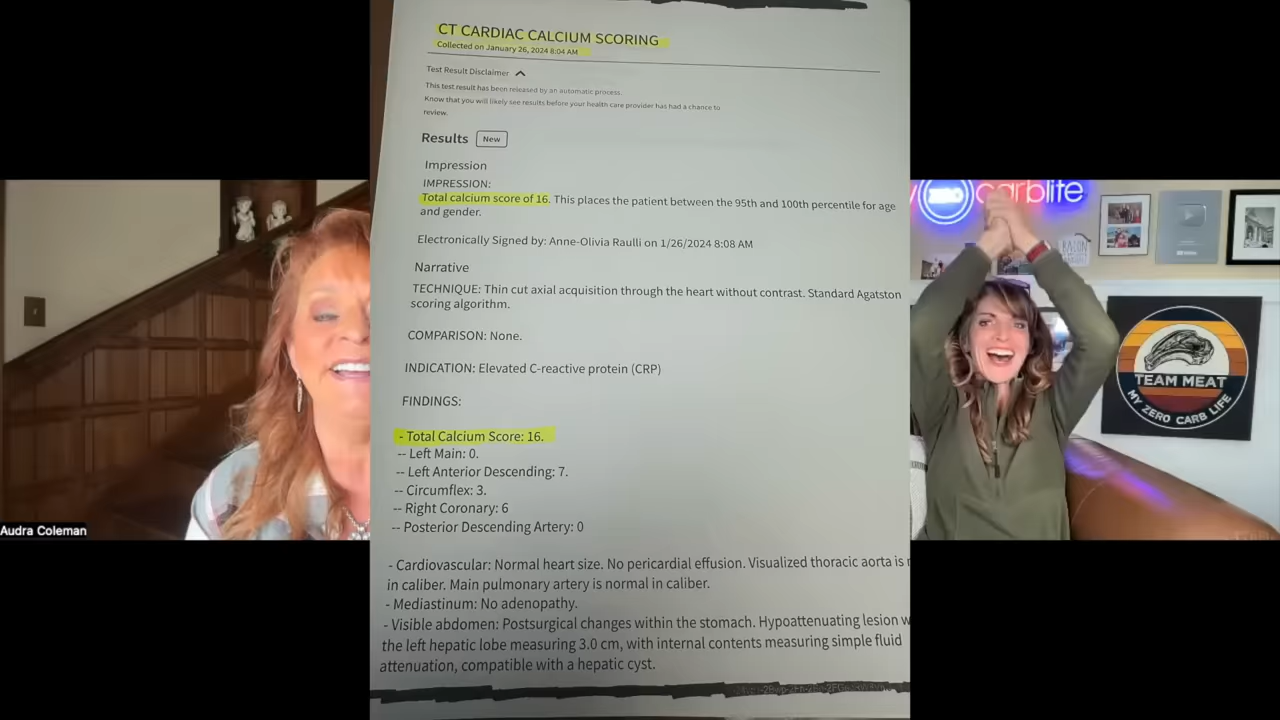 CT CARDIAC CALCIUM SCORING
Collected on January 26, 2024 8:04 AM
Test Result Disclaimer
This test result has been released by an automatic process.
Know that you will likely see results before your health care provider has had a chance to
review.
Results New
Impression
IMPRESSION:
Total calcium score of 16. This places the patient between the 95th and 100th percentile for age
and gender.
Electronically Signed by: Anne-Olivia Raulli on 1/26/2024 8:08 AM
Narrative
TECHNIQUE: Thin cut axial acquisition through the heart without contrast. Standard Agatston
scoring algorithm.
COMPARISON: None.
INDICATION: Elevated C-reactive protein (CRP)
FINDINGS:
- Total Calcium Score: 16.
-- Left Main: 0.
-- Left Anterior Descending: 7.
-- Circumflex: 3.
-- Right Coronary: 6
-- Posterior Descending Artery: 0
- Cardiovascular: Normal heart size. No pericardial effusion. Visualized thoracic aorta is
in caliber. Main pulmonary artery is normal in caliber.
- Mediastinum: No adenopathy.
- Visible abdomen: Postsurgical changes within the stomach. Hypoattenuating lesion w
the left hepatic lobe measuring 3.0 cm, with internal contents measuring simple fluid
attenuation, compatible with a hepatic cyst.
Audra Coleman
y ZERO carblife
BACON
TEAM MEAT
MY ZERO CARB LIFE